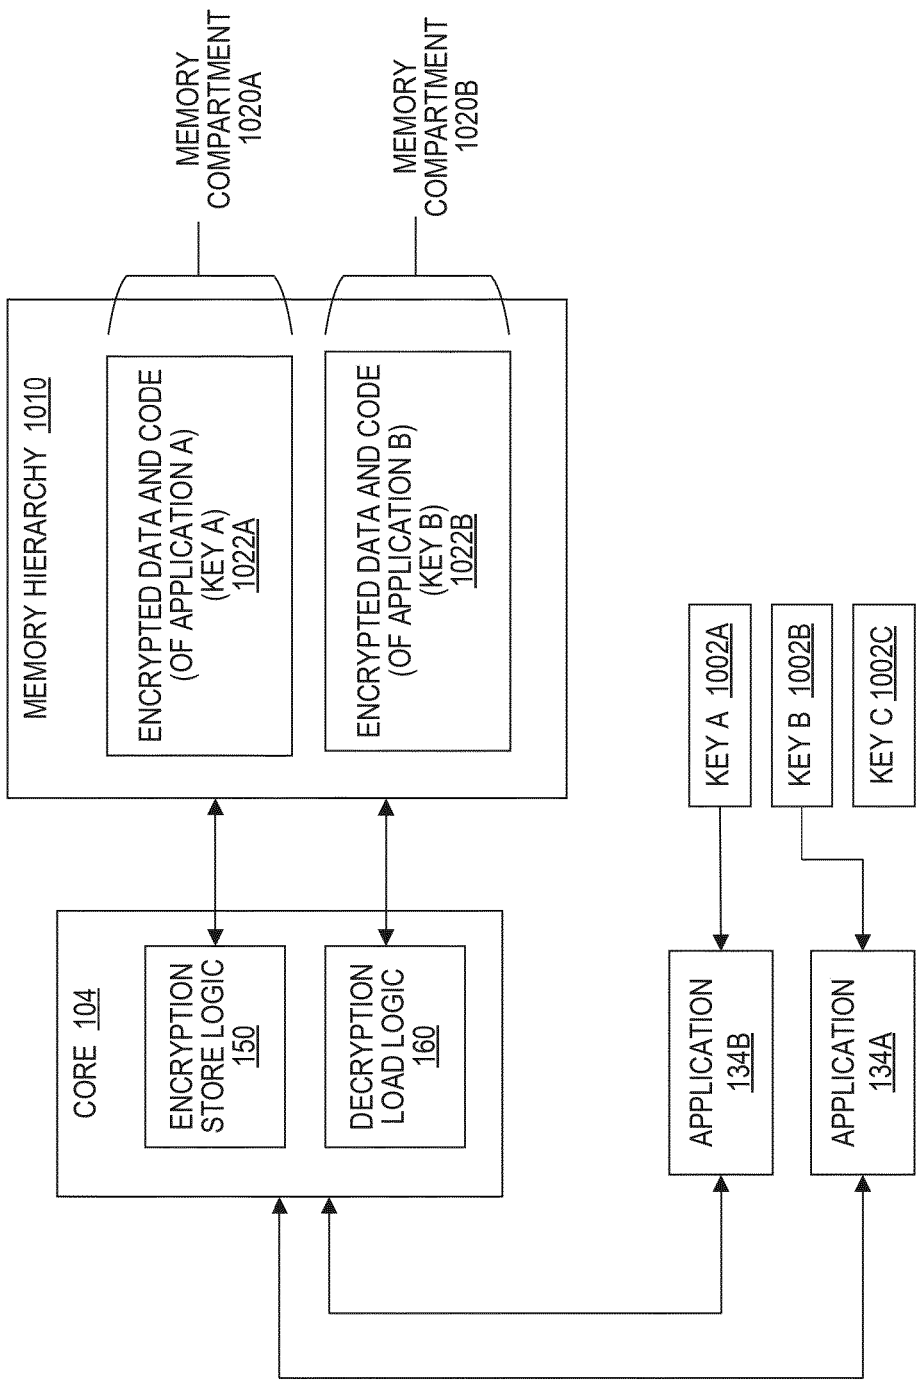 MEMORY HIERARCHY 1010
ENCRYPTED DATA AND CODE
(OF APPLICATION A)
(KEY A)
1022A
MEMORY
COMPARTMENT
1020A
ENCRYPTED DATA AND CODE
(OF APPLICATION B)
(KEY B)
1022B
MEMORY
COMPARTMENT
1020B
CORE 104
ENCRYPTION
STORE LOGIC
150
DECRYPTION
LOAD LOGIC
160
APPLICATION
134B
APPLICATION
134A
KEY A 1002A
KEY B 1002B
KEY C 1002C